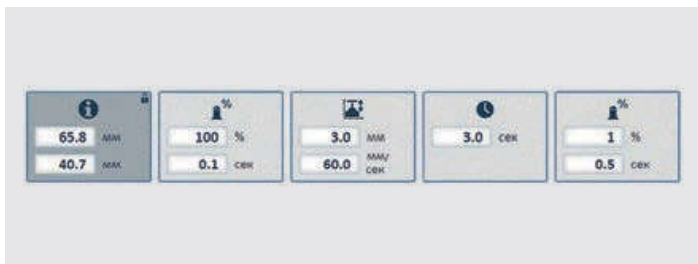 %
%
65.8 мм
100 %
3.0 мм
3.0 сек
1 %
40.7 мм
0.1 сек
60.0 мм/сек
0.5 сек